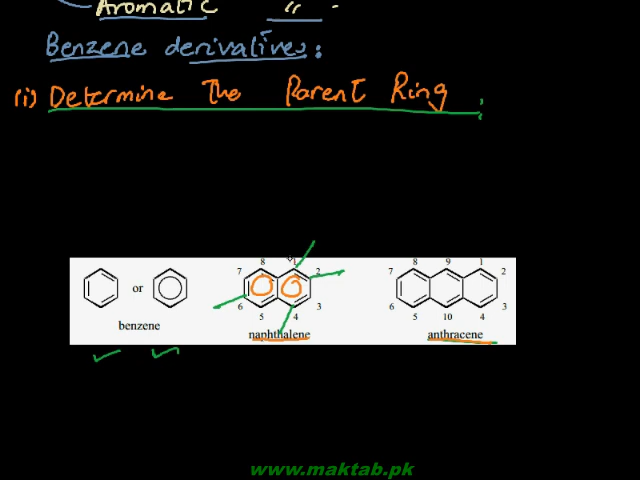 Aromatic " .
Benzene derivatives :
(i) Determine The Parent Ring :
8 1 8 9 1
7 2 7 2
or
6 3 6 3
5 4 5 10 4
benzene naphthalene anthracene
www.maktab.pk